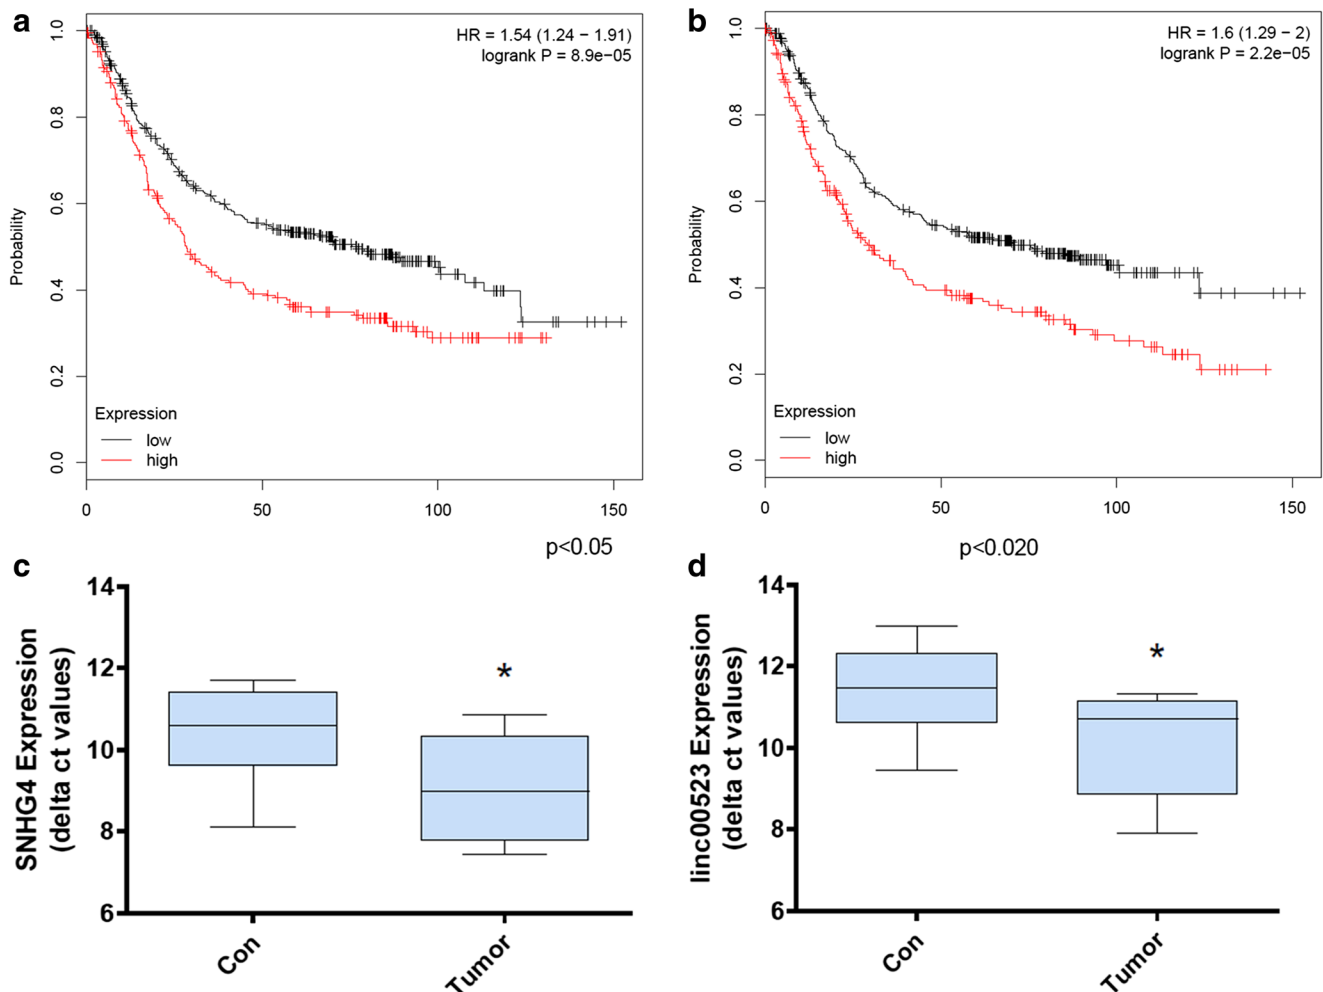 a
HR = 1.54 (1.24 − 1.91)
logrank P = 8.9e−05
Probability
1.0
0.8
0.6
0.4
0.2
0.0
Expression
low
high
0 50 100 150
b
HR = 1.6 (1.29 − 2)
logrank P = 2.2e−05
Probability
1.0
0.8
0.6
0.4
0.2
0.0
Expression
low
high
0 50 100 150
c
p<0.05
SNHG4 Expression
(delta ct values)
14
12
10
8
6
*
Con Tumor
d
p<0.020
linc00523 Expression
(delta ct values)
14
12
10
8
6
*
Con Tumor